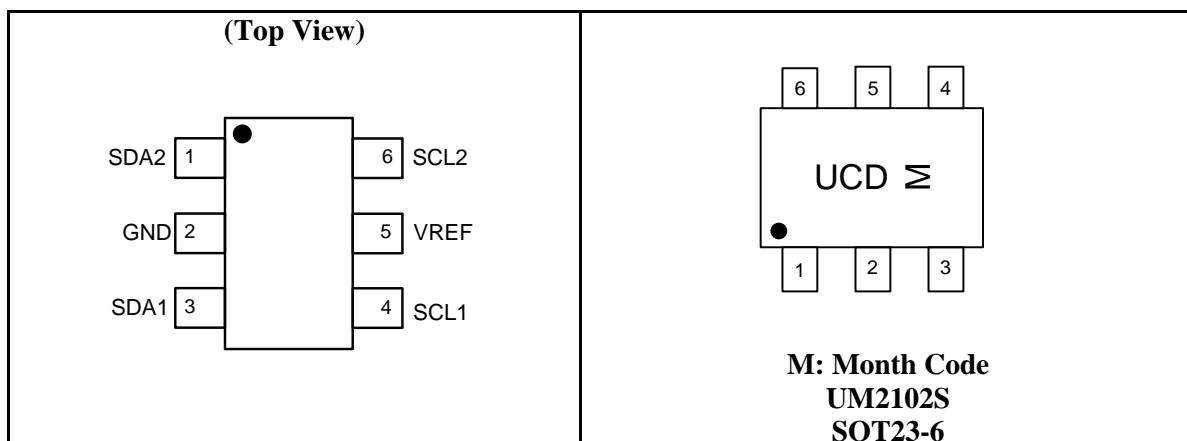 (Top View)
SDA2 1 6 SCL2
GND 2 5 VREF
SDA1 3 4 SCL1
6 5 4
UCD M
1 2 3
M: Month Code
UM2102S
SOT23-6